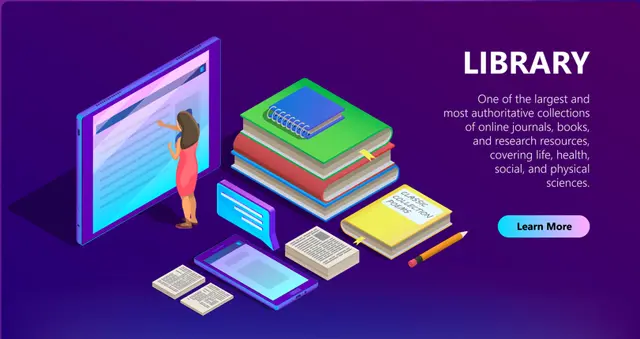 LIBRARY
One of the largest and
most authoritative collections
of online journals, books,
and research resources,
covering life, health,
social, and physical
sciences.
Learn More
CLASSIC
COLLECTION
POEMS